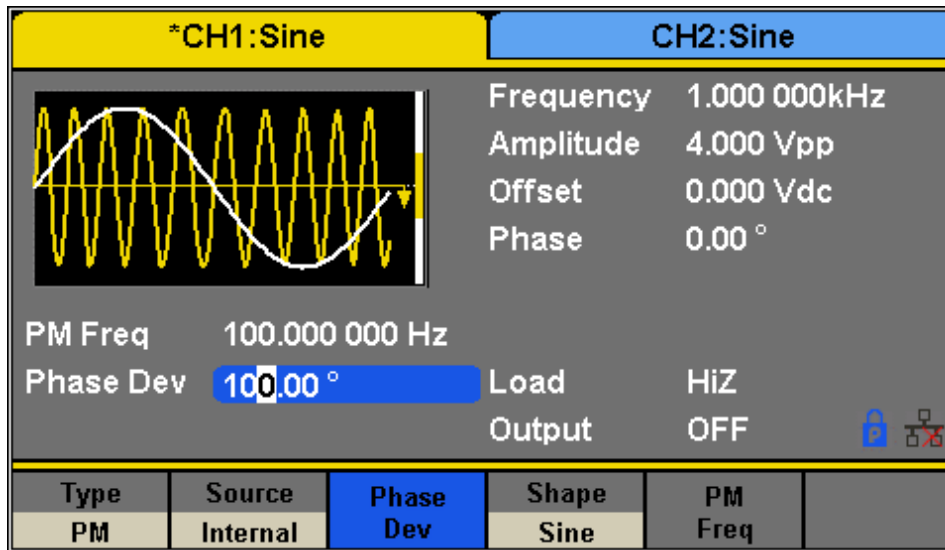 *CH1:Sine CH2:Sine
Frequency 1.000 000kHz
Amplitude 4.000 Vpp
Offset 0.000 Vdc
Phase 0.00 °
PM Freq 100.000 000 Hz
Phase Dev 100.00 ° Load HiZ
Output OFF P
Type Source Phase Dev Shape PM Freq
PM Internal Sine